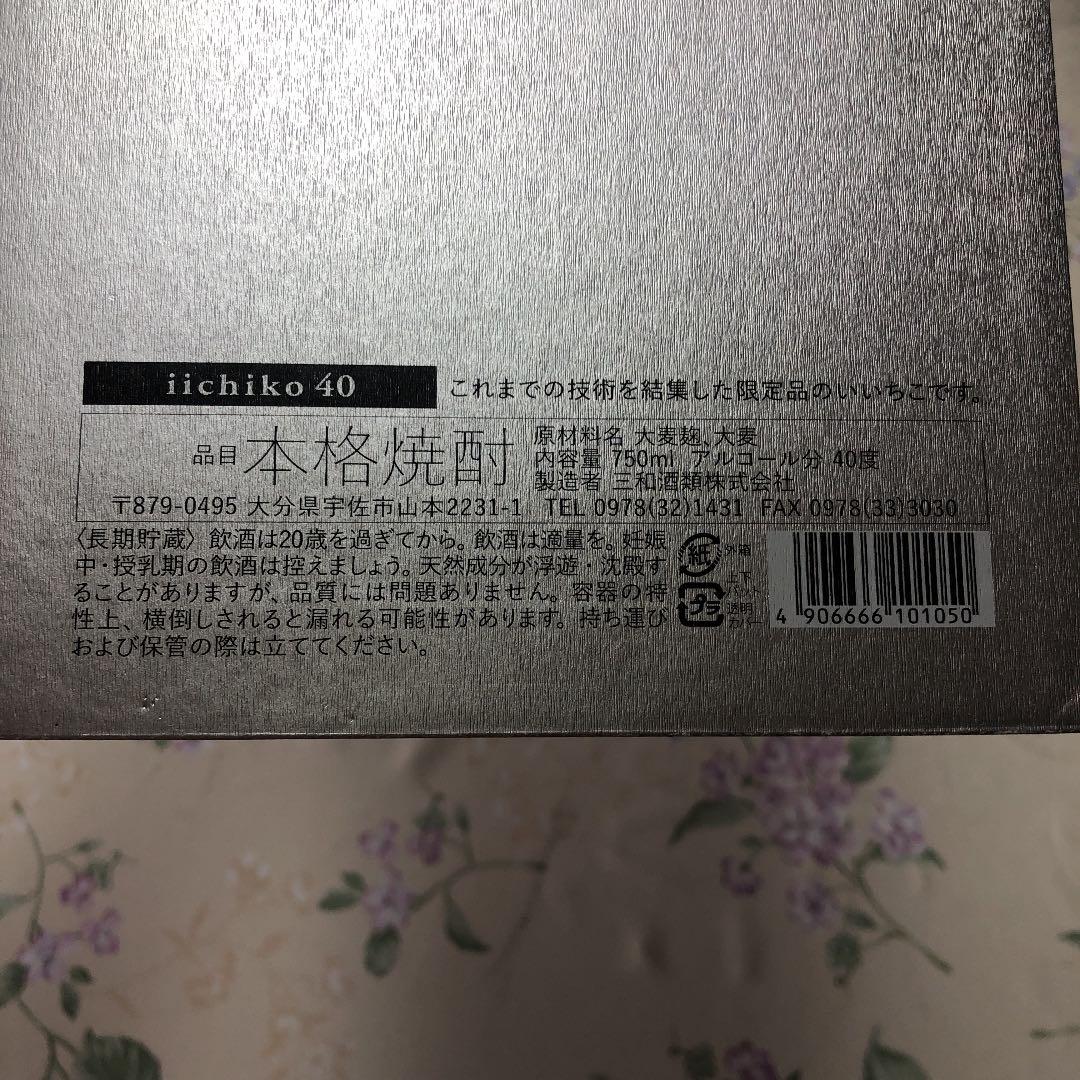 iichiko 40 これまでの技術を結集した限定品のいいちこです。
品目 本格焼酎
原材料名 大麦麹、大麦
内容量 750ml アルコール分 40度
製造者 三和酒類株式会社
〒879-0495 大分県宇佐市山本2231-1 TEL 0978(32)1431 FAX 0978(33)3030
〈長期貯蔵〉飲酒は20歳を過ぎてから。飲酒は適量を。妊娠
中・授乳期の飲酒は控えましょう。天然成分が浮遊・沈殿す
ることがありますが、品質には問題ありません。容器の特
性上、横倒しされると漏れる可能性があります。持ち運び
および保管の際は立ててください。
紙 外箱
プラ
透明
カバー
4 906666 101050